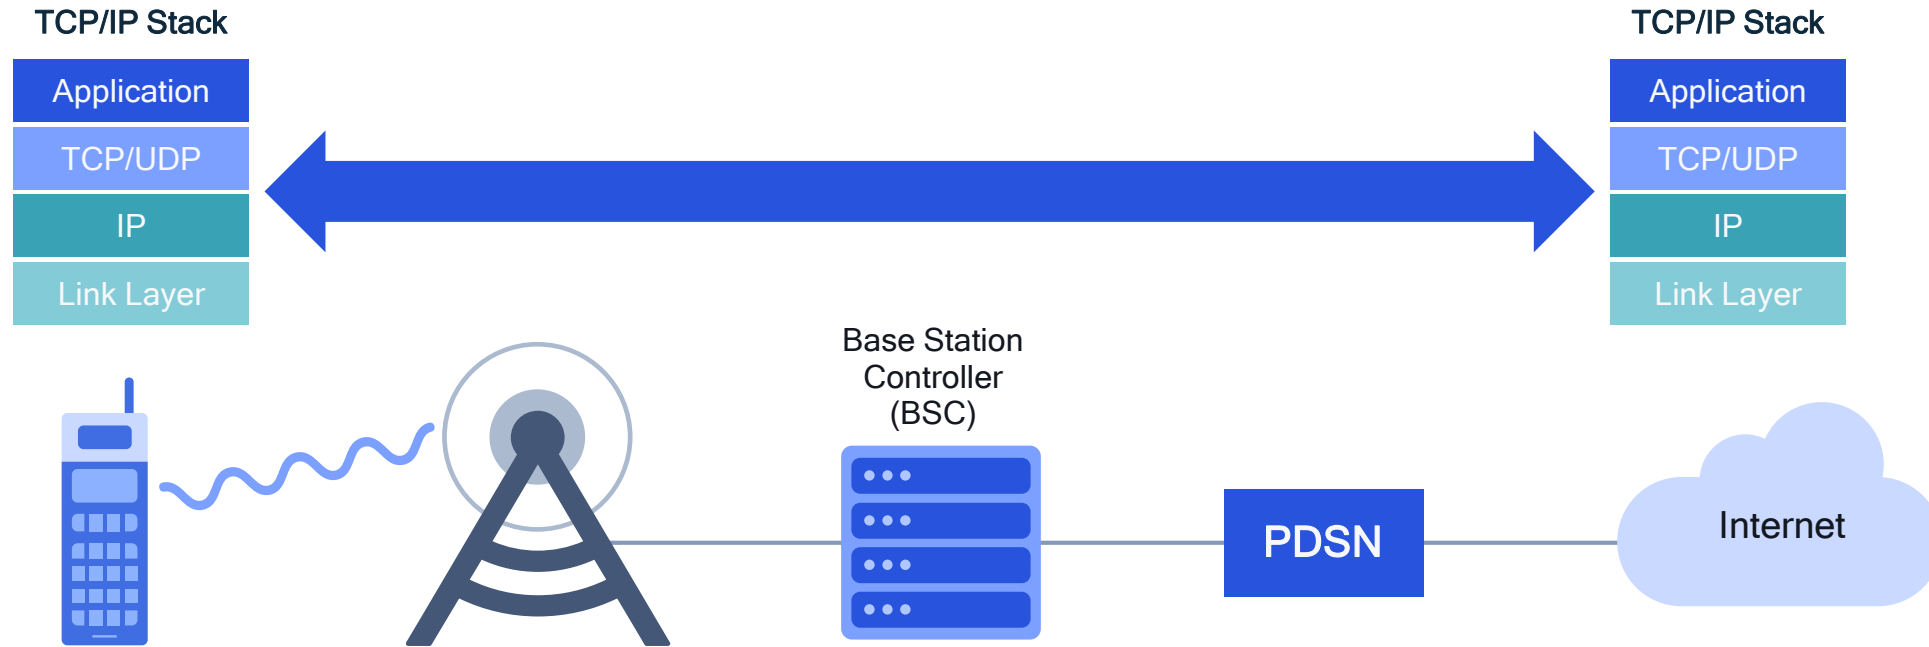 TCP/IP Stack
Application
TCP/UDP
IP
Link Layer
TCP/IP Stack
Application
TCP/UDP
IP
Link Layer
Base Station
Controller
(BSC)
PDSN
Internet